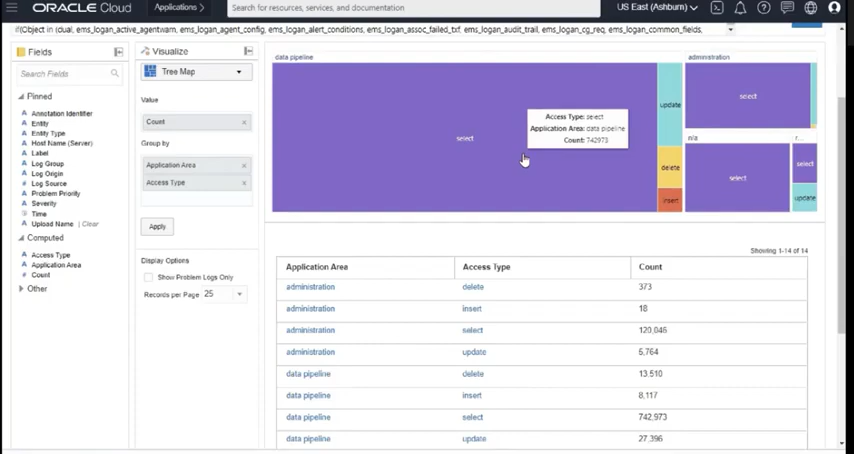 ORACLE Cloud
Applications
Search for resources, services, and documentation
US East (Ashburn)
if(Object in (dual, ems_logan_active_agentwarn, ems_logan_agent_config, ems_logan_alert_conditions, ems_logan_assoc_failed_txf, ems_logan_audit_trail, ems_logan_cg_req, ems_logan_common_fields,
Fields
Search Fields
Pinned
Annotation Identifier
Entity
Entity Type
Host Name (Server)
Label
Log Group
Log Origin
Log Source
Problem Priority
Severity
Time
Upload Name | Clear
Computed
Access Type
Application Area
Count
Other
Visualize
Tree Map
Value
Count
Group by
Application Area
Access Type
Apply
Display Options
Show Problem Logs Only
Records per Page 25
data pipeline
select
update
delete
insert
Access Type: select
Application Area: data pipeline
Count: 742973
administration
select
n/a
select
r...
select
update
Showing 1-14 of 14
Application Area Access Type Count
administration delete 373
administration insert 18
administration select 120,046
administration update 5,764
data pipeline delete 13,510
data pipeline insert 8,117
data pipeline select 742,973
data pipeline update 27,396